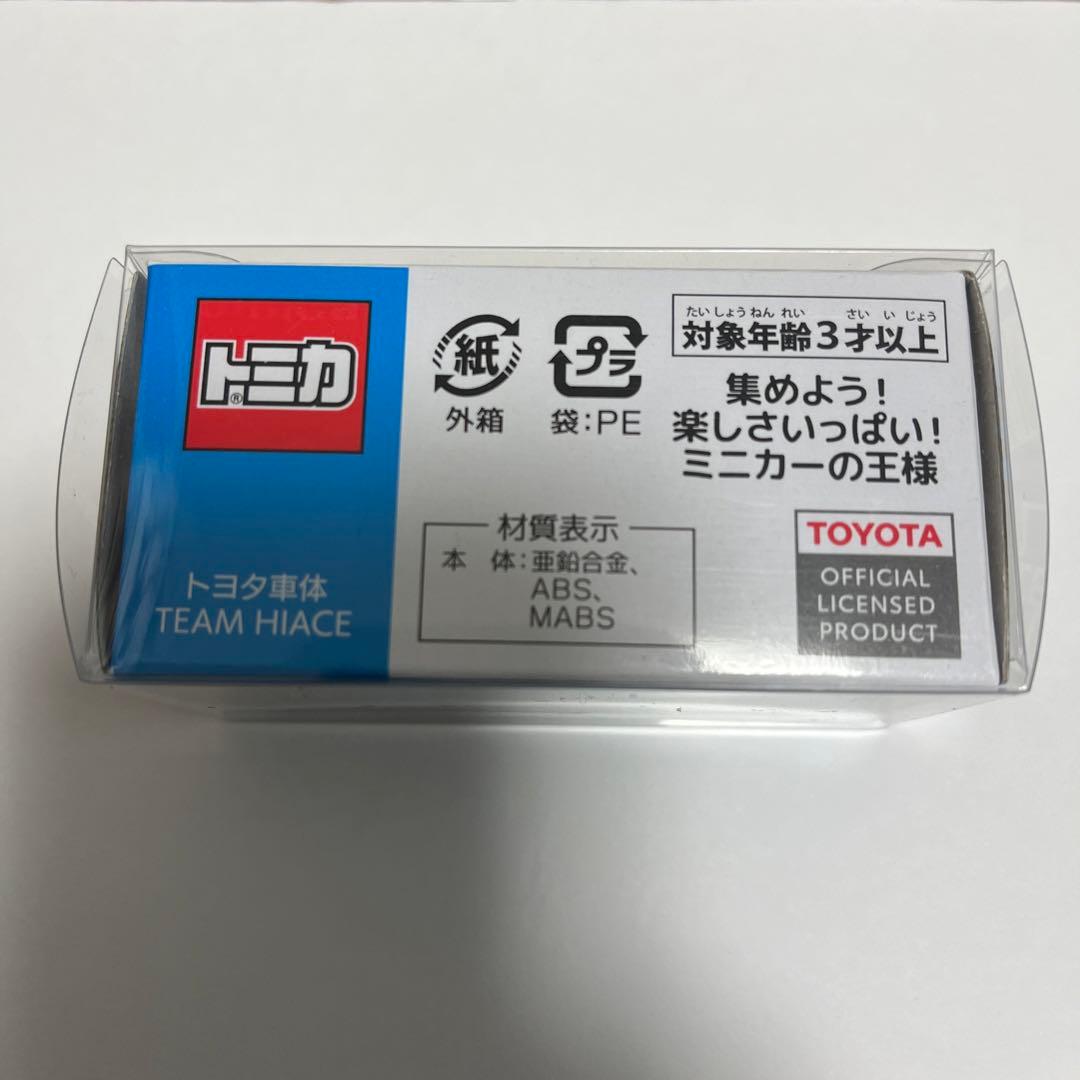 トミカ®
トヨタ車体
TEAM HIACE
紙
外箱
プラ
袋:PE
たいしょうねんれい さいいじょう
対象年齢3才以上
集めよう!
楽しさいっぱい!
ミニカーの王様
材質表示
本 体:亜鉛合金、
ABS、
MABS
TOYOTA
OFFICIAL
LICENSED
PRODUCT